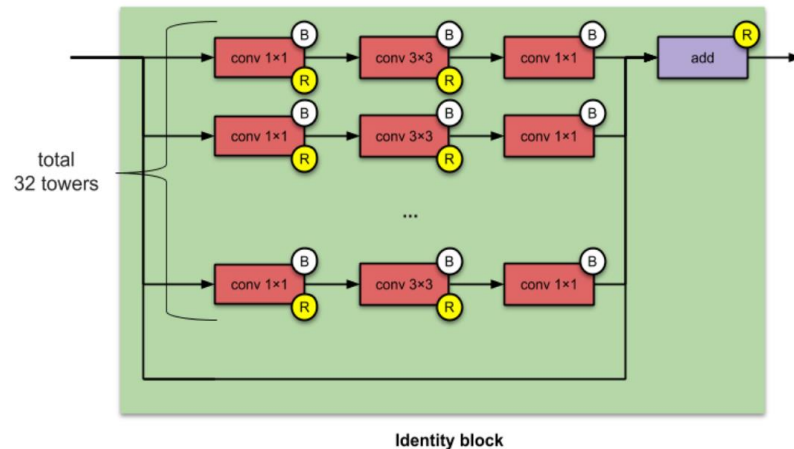 B B B R
conv 1×1 conv 3×3 conv 1×1 add
R R
B B B
conv 1×1 conv 3×3 conv 1×1
R R
total
32 towers
...
B B B
conv 1×1 conv 3×3 conv 1×1
R R
Identity block